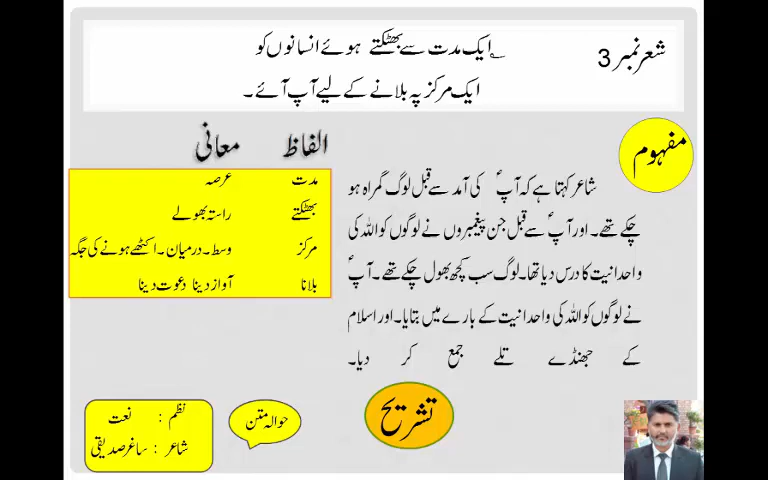 شعر نمبر 3
ایک مدت سے بھٹکتے ہوئے انسانوں کو
ایک مرکز پہ بلانے کے لیے آپ آئے۔
مفہوم
شاعر کہتا ہے کہ آپؐ کی آمد سے قبل لوگ گمراہ ہو
چکے تھے۔ اور آپؐ سے قبل جن پیغمبروں نے لوگوں کو اللہ کی
واحدانیت کا درس دیا تھا۔ لوگ سب کچھ بھول چکے تھے۔ آپؐ
نے لوگوں کو اللہ کی واحدانیت کے بارے میں بتایا۔ اور اسلام
کے جھنڈے تلے جمع کر دیا۔
الفاظ معانی
مدت عرصہ
بھٹکتے راستہ بھولے
مرکز وسط۔ درمیان۔ اکٹھے ہونے کی جگہ
بلانا آواز دینا دعوت دینا
تشریح
حوالہ متن
نظم : نعت
شاعر : ساغر صدیقی